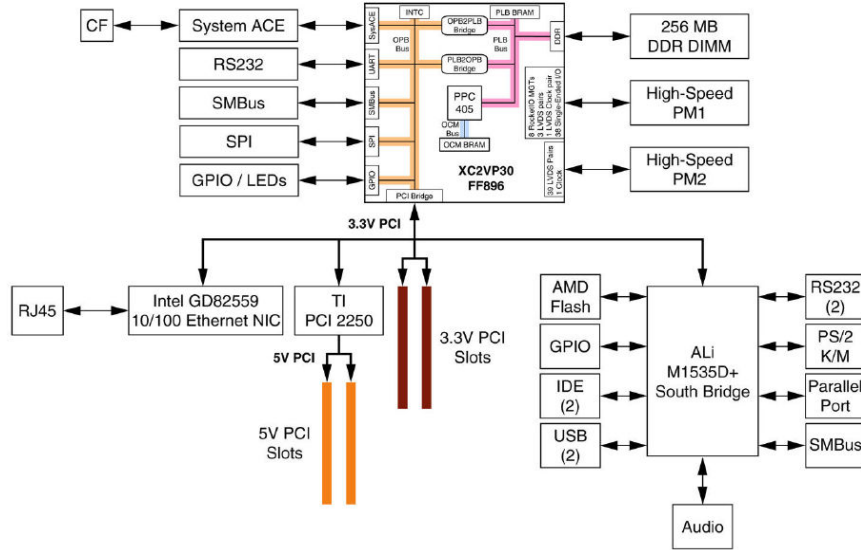 CF
System ACE
RS232
SMBus
SPI
GPIO / LEDs
SysACE
UART
SMBus
SPI
GPIO
INTC
OPB
Bus
OPB2PLB
Bridge
PLB2OPB
Bridge
PLB BRAM
PLB
Bus
PPC
405
OCM
Bus
OCM BRAM
XC2VP30
FF896
PCI Bridge
DDR
8 RocketIO MGTs
3 LVDS pairs
1 LVDS Clock pair
38 Single-Ended I/O
39 LVDS Pairs
1 Clock
256 MB
DDR DIMM
High-Speed
PM1
High-Speed
PM2
3.3V PCI
RJ45
Intel GD82559
10/100 Ethernet NIC
TI
PCI 2250
5V PCI
5V PCI
Slots
3.3V PCI
Slots
AMD
Flash
GPIO
IDE
(2)
USB
(2)
ALi
M1535D+
South Bridge
RS232
(2)
PS/2
K/M
Parallel
Port
SMBus
Audio